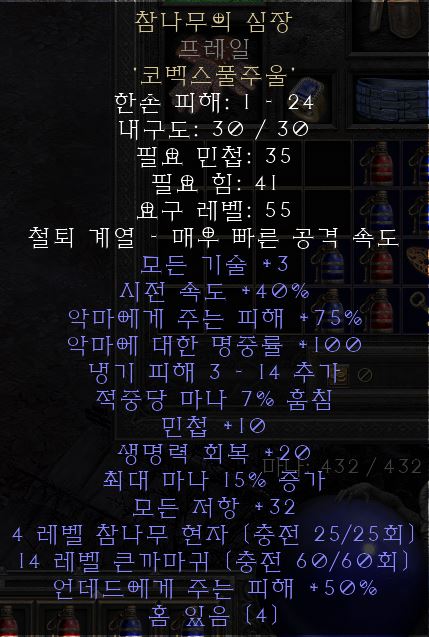 참나무의 심장
프레일
'코벡스풀주울'
한손 피해: 1 - 24
내구도: 30 / 30
필요 민첩: 35
필요 힘: 41
요구 레벨: 55
철퇴 계열 - 매우 빠른 공격 속도
모든 기술 +3
시전 속도 +40%
악마에게 주는 피해 +75%
악마에 대한 명중률 +100
냉기 피해 3 - 14 추가
적중당 마나 7% 훔침
민첩 +10
생명력 회복 +20
마나: 432 / 432
최대 마나 15% 증가
모든 저항 +32
4 레벨 참나무 현자 (충전 25/25회)
14 레벨 큰까마귀 (충전 60/60회)
언데드에게 주는 피해 +50%
홈 있음 (4)